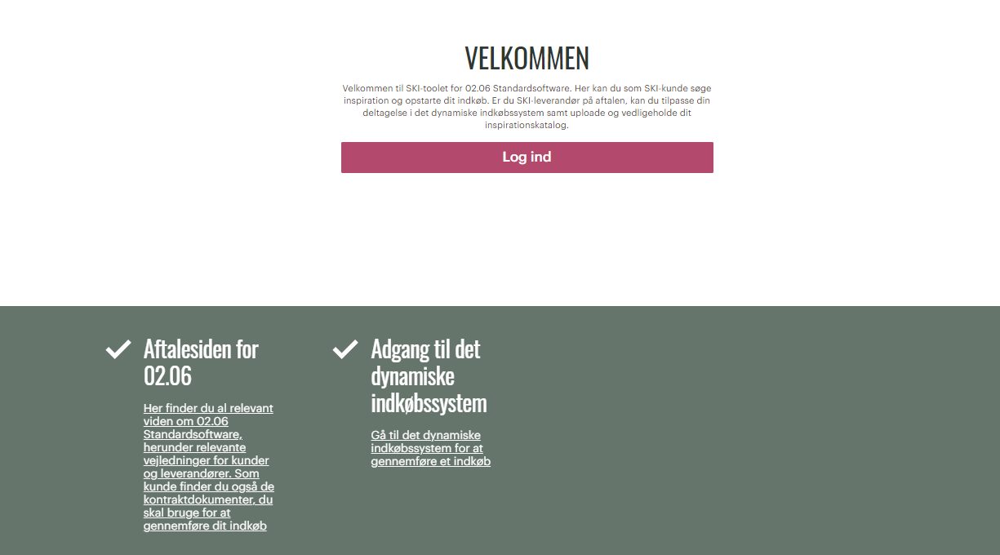 VELKOMMEN
Velkommen til SKI-toolet for 02.06 Standardsoftware. Her kan du som SKI-kunde søge
inspiration og opstarte dit indkøb. Er du SKI-leverandør på aftalen, kan du tilpasse din
deltagelse i det dynamiske indkøbssystem samt uploade og vedligeholde dit
inspirationskatalog.
Log ind
Aftalesiden for
02.06
Her finder du al relevant
viden om 02.06
Standardsoftware,
herunder relevante
vejledninger for kunder
og leverandører. Som
kunde finder du også de
kontraktdokumenter, du
skal bruge for at
gennemføre dit indkøb
Adgang til det
dynamiske
indkøbssystem
Gå til det dynamiske
indkøbssystem for at
gennemføre et indkøb